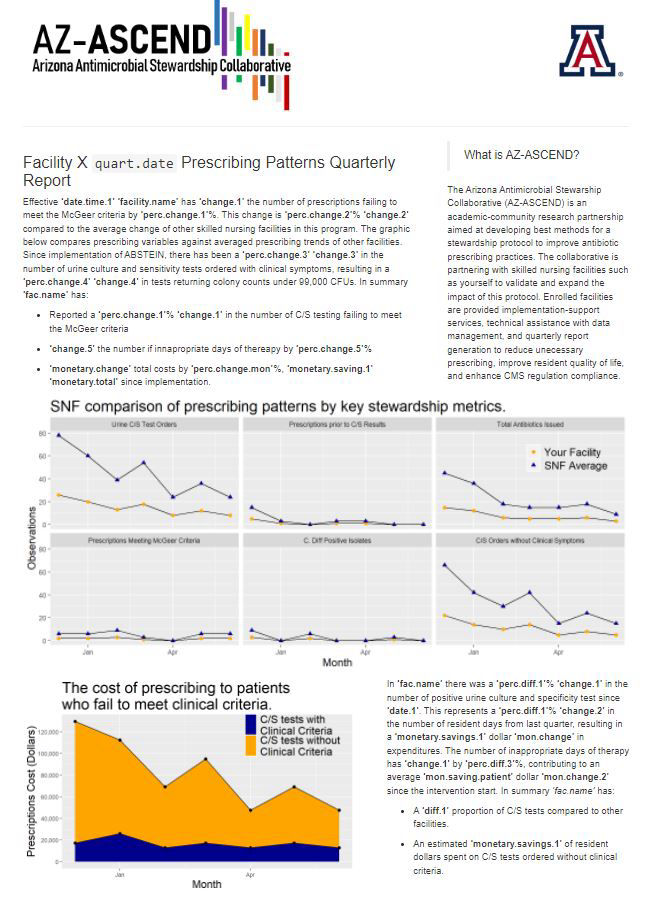 AZ-ASCEND
Arizona Antimicrobial Stewardship Collaborative
A
Facility X quart.date Prescribing Patterns Quarterly
Report
Effective 'date.time.1' 'facility.name' has 'change.1' the number of prescriptions failing to
meet the McGeer criteria by 'perc.change.1'%. This change is 'perc.change.2'% 'change.2'
compared to the average change of other skilled nursing facilities in this program. The graphic
below compares prescribing variables against averaged prescribing trends of other facilities.
Since implementation of ABSTEIN, there has been a 'perc.change.3' 'change.3' in the
number of urine culture and sensitivity tests ordered with clinical symptoms, resulting in a
'perc.change.4' 'change.4' in tests returning colony counts under 99,000 CFUs. In summary
'fac.name' has:
• Reported a 'perc.change.1'% 'change.1' in the number of C/S testing failing to meet
the McGeer criteria
• 'change.5' the number if innapropriate days of thereapy by 'perc.change.5'%
• 'monetary.change' total costs by 'perc.change.mon'%, 'monetary.saving.1'
'monetary.total' since implementation.
What is AZ-ASCEND?
The Arizona Antimicrobial Stewarship
Collaborative (AZ-ASCEND) is an
academic-community research partnership
aimed at developing best methods for a
stewardship protocol to improve antibiotic
prescribing practices. The collaborative is
partnering with skilled nursing facilities such
as yourself to validate and expand the
impact of this protocol. Enrolled facilities
are provided implementation-support
services, technical assistance with data
management, and quarterly report
generation to reduce unecessary
prescribing, improve resident quality of life,
and enhance CMS regulation compliance.
SNF comparison of prescribing patterns by key stewardship metrics.
Urine C/S Test Orders
Prescriptions prior to C/S Results
Total Antibiotics Issued
80
60
40
20
0
Your Facility
SNF Average
Observations
Prescriptions Meeting McGeer Criteria
C. Diff Positive Isolates
C/S Orders without Clinical Symptoms
80
60
40
20
0
Jan
Apr
Jan
Apr
Jan
Apr
Month
The cost of prescribing to patients
who fail to meet clinical criteria.
C/S tests with
Clinical Criteria
C/S tests without
Clinical Criteria
Prescriptions Cost (Dollars)
120,000
100,000
80,000
60,000
40,000
20,000
0
Jan
Apr
Month
In 'fac.name' there was a 'perc.diff.1'% 'change.1' in the
number of positive urine culture and specificity test since
'date.1'. This represents a 'perc.diff.1'% 'change.2' in
the number of resident days from last quarter, resulting in
a 'monetary.savings.1' dollar 'mon.change' in
expenditures. The number of inappropriate days of therapy
has 'change.1' by 'perc.diff.3'%, contributing to an
average 'mon.saving.patient' dollar 'mon.change.2'
since the intervention start. In summary 'fac.name' has:
• A 'diff.1' proportion of C/S tests compared to other
facilities.
• An estimated 'monetary.savings.1' of resident
dollars spent on C/S tests ordered without clinical
criteria.